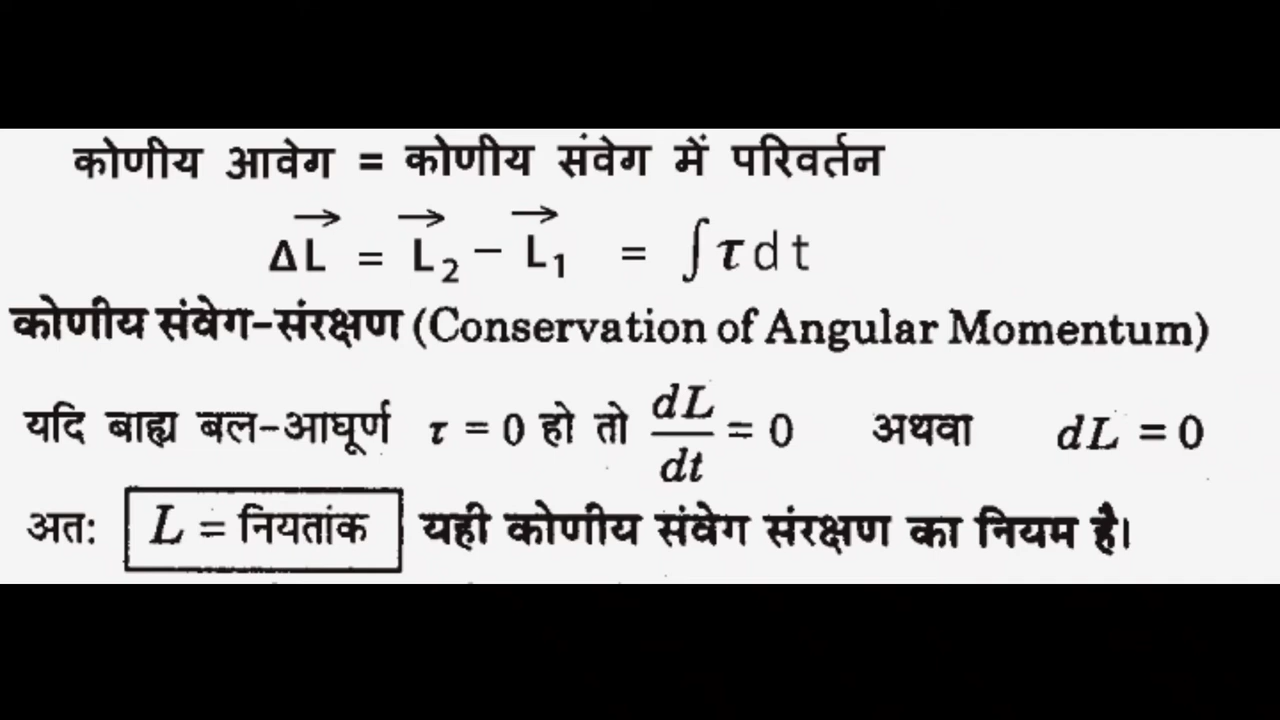 कोणीय आवेग = कोणीय संवेग में परिवर्तन
ΔL⃗ = L⃗₂ − L⃗₁ = ∫τdt
कोणीय संवेग-संरक्षण (Conservation of Angular Momentum)
यदि बाह्य बल-आघूर्ण τ = 0 हो तो dL/dt = 0 अथवा dL = 0
अतः L = नियतांक यही कोणीय संवेग संरक्षण का नियम है।